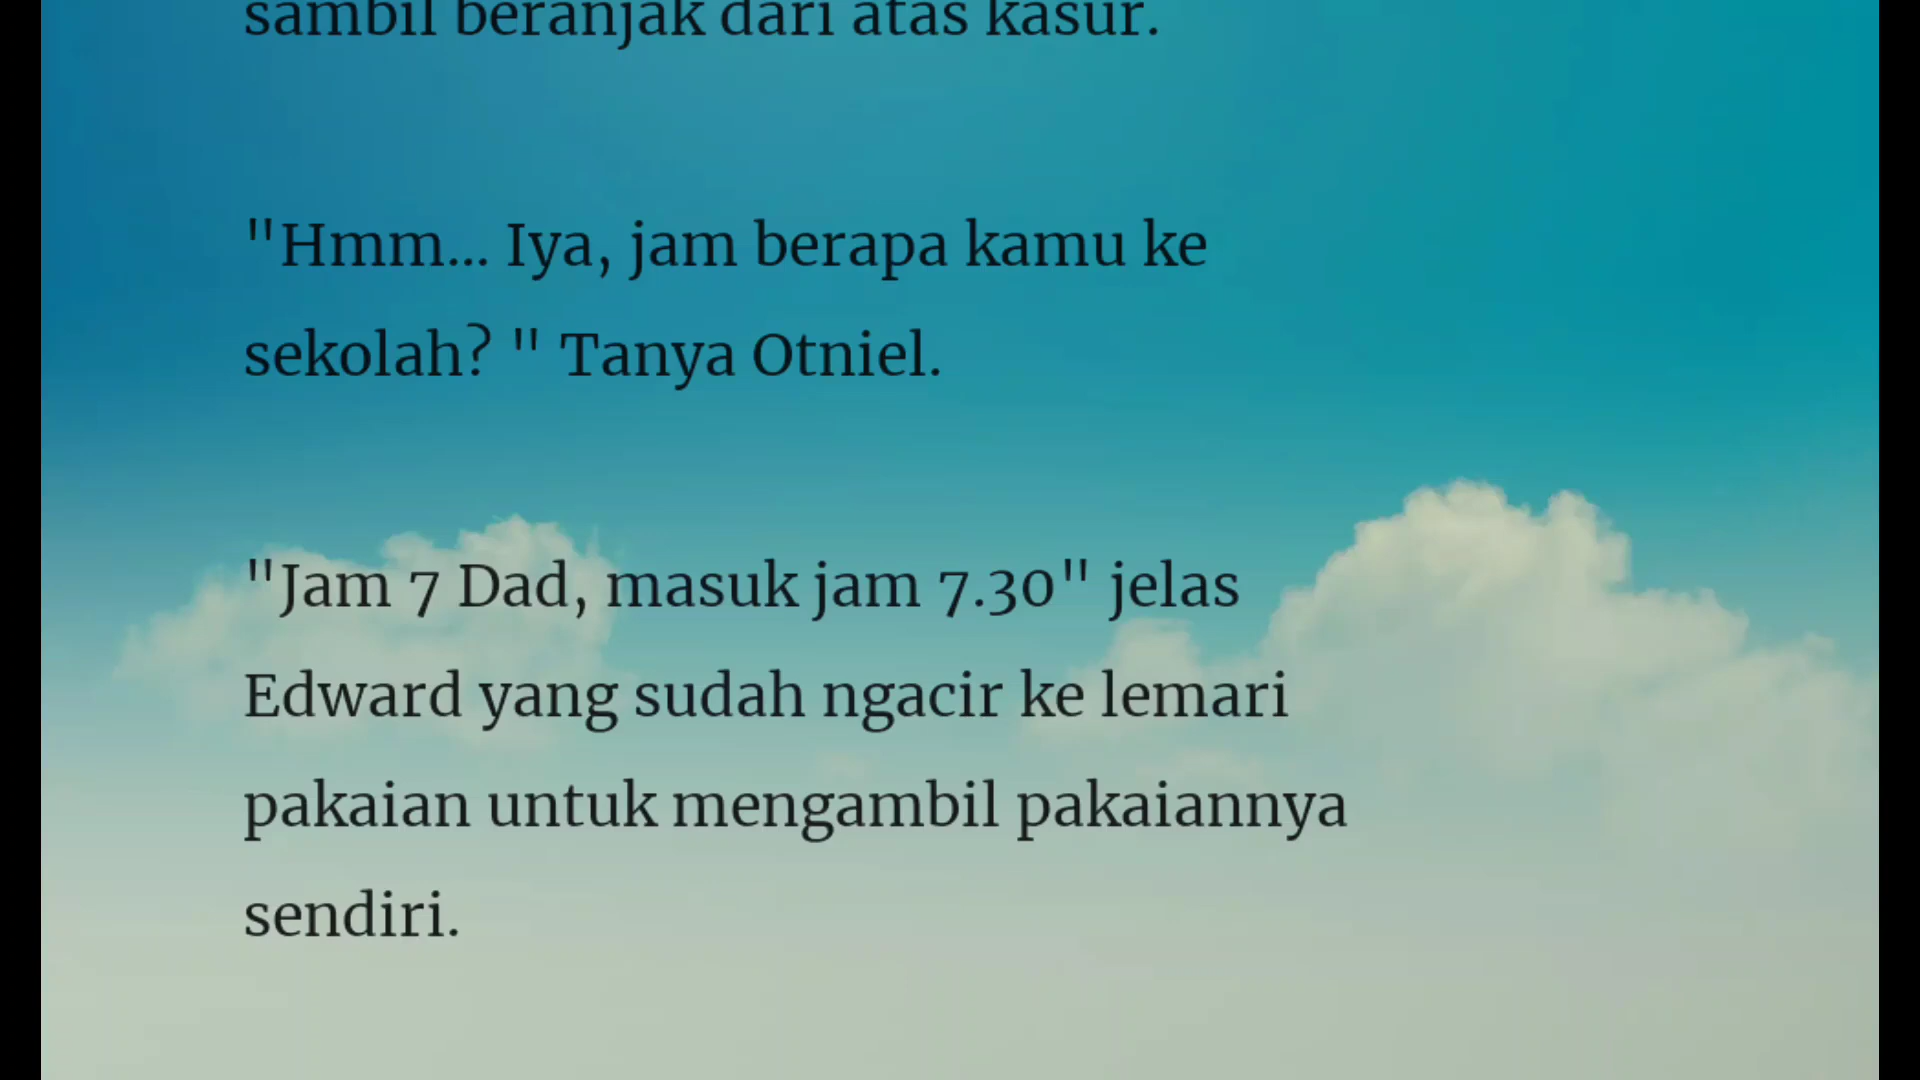 sambil beranjak dari atas kasur.
"Hmm... Iya, jam berapa kamu ke
sekolah? " Tanya Otniel.
"Jam 7 Dad, masuk jam 7.30" jelas
Edward yang sudah ngacir ke lemari
pakaian untuk mengambil pakaiannya
sendiri.